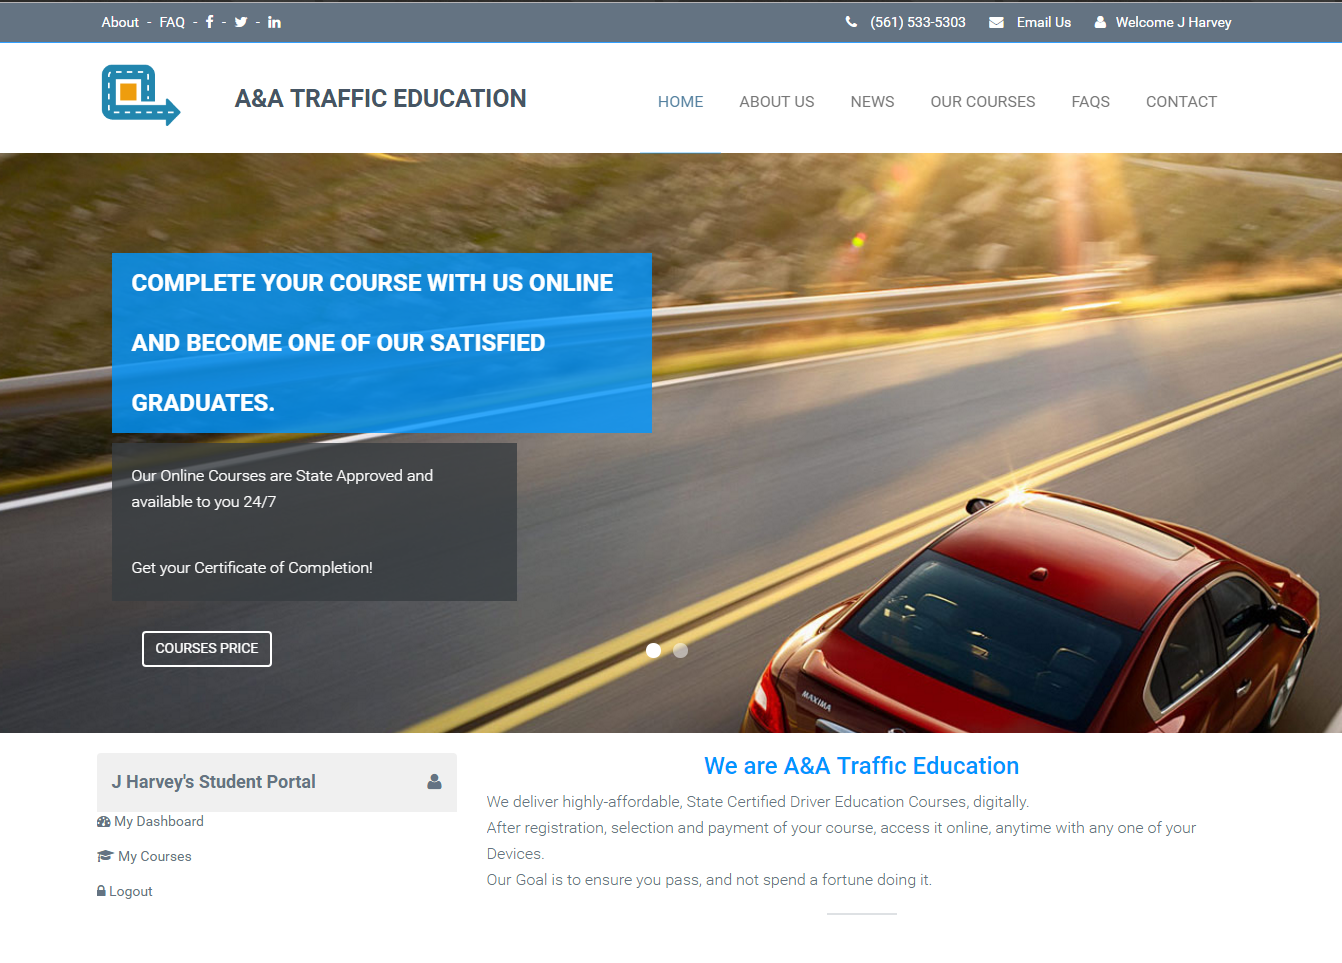 About - FAQ - - -
(561) 533-5303 Email Us Welcome J Harvey
A&A TRAFFIC EDUCATION
HOME ABOUT US NEWS OUR COURSES FAQS CONTACT
COMPLETE YOUR COURSE WITH US ONLINE
AND BECOME ONE OF OUR SATISFIED
GRADUATES.
Our Online Courses are State Approved and
available to you 24/7
Get your Certificate of Completion!
COURSES PRICE
MAXIMA
J Harvey's Student Portal
My Dashboard
My Courses
Logout
We are A&A Traffic Education
We deliver highly-affordable, State Certified Driver Education Courses, digitally.
After registration, selection and payment of your course, access it online, anytime with any one of your
Devices.
Our Goal is to ensure you pass, and not spend a fortune doing it.